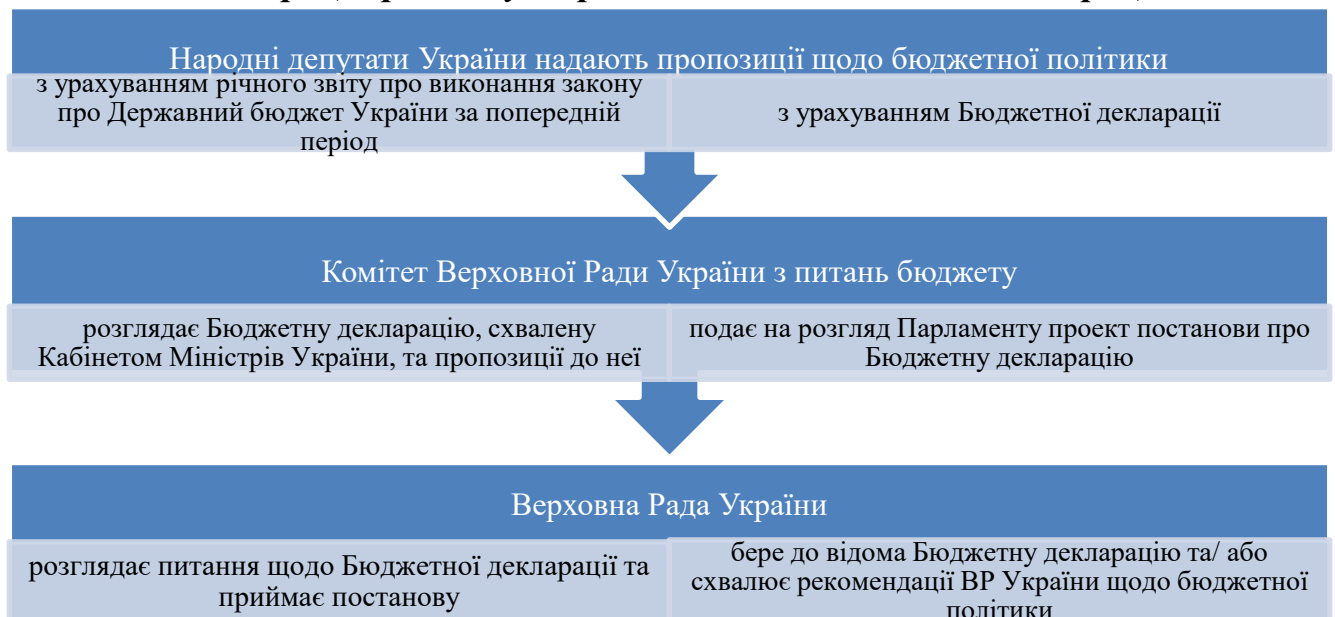 Народні депутати України надають пропозиції щодо бюджетної політики
з урахуванням річного звіту про виконання закону
про Державний бюджет України за попередній
період
з урахуванням Бюджетної декларації
Комітет Верховної Ради України з питань бюджету
розглядає Бюджетну декларацію, схвалену
Кабінетом Міністрів України, та пропозиції до неї
подає на розгляд Парламенту проект постанови про
Бюджетну декларацію
Верховна Рада України
розглядає питання щодо Бюджетної декларації та
приймає постанову
бере до відома Бюджетну декларацію та/ або
схвалює рекомендації ВР України щодо бюджетної
політики